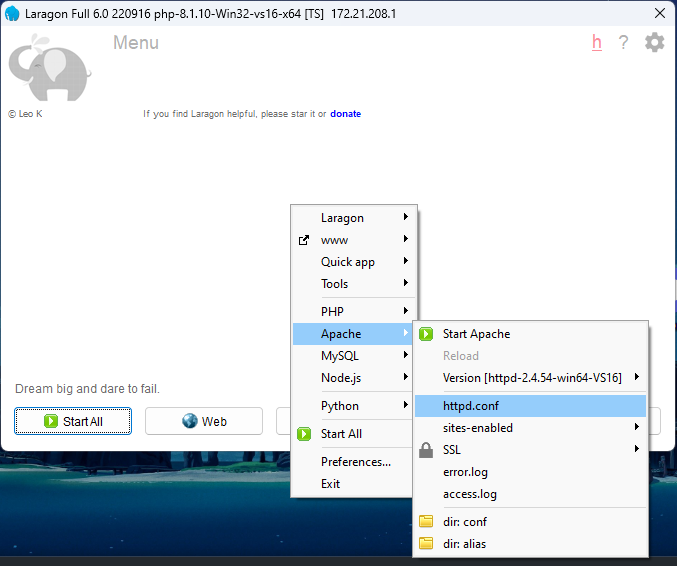 Laragon Full 6.0 220916 php-8.1.10-Win32-vs16-x64 [TS]  172.21.208.1
Menu
h
?
© Leo K
If you find Laragon helpful, please star it or donate
Laragon
www
Quick app
Tools
PHP
Apache
MySQL
Node.js
Python
Start All
Preferences...
Exit
Start Apache
Reload
Version [httpd-2.4.54-win64-VS16]
httpd.conf
sites-enabled
SSL
error.log
access.log
dir: conf
dir: alias
Dream big and dare to fail.
Start All
Web